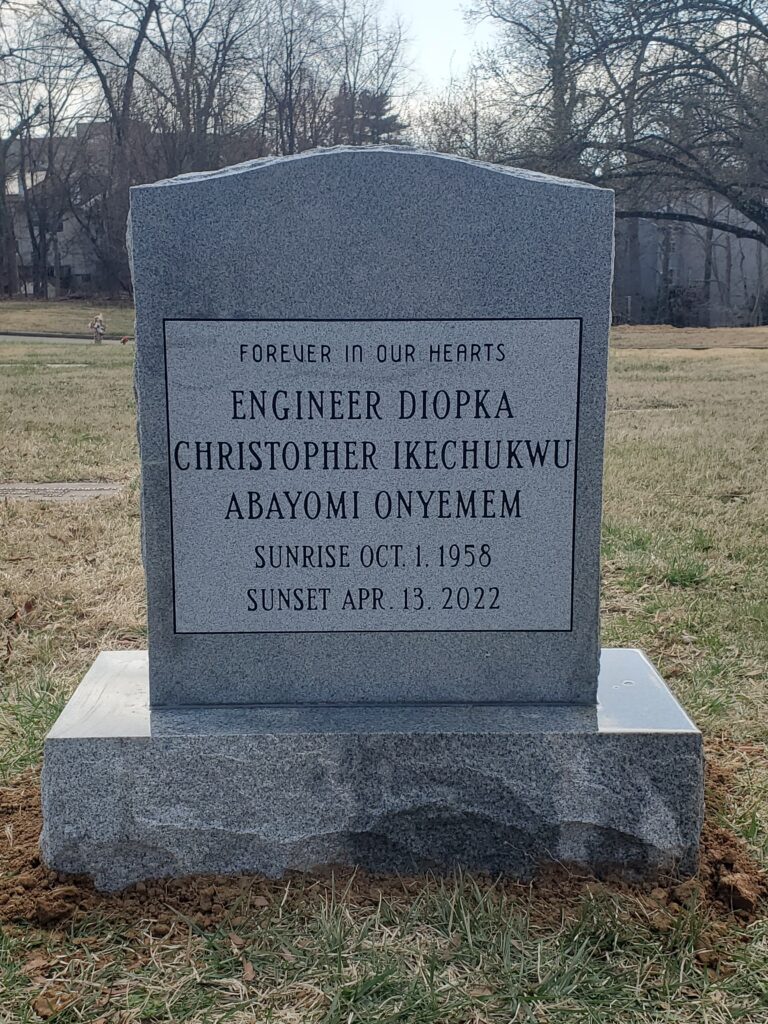 FOREVER IN OUR HEARTS
ENGINEER DIOPKA
CHRISTOPHER IKECHUKWU
ABAYOMI ONYEMEM
SUNRISE OCT. 1. 1958
SUNSET APR. 13. 2022